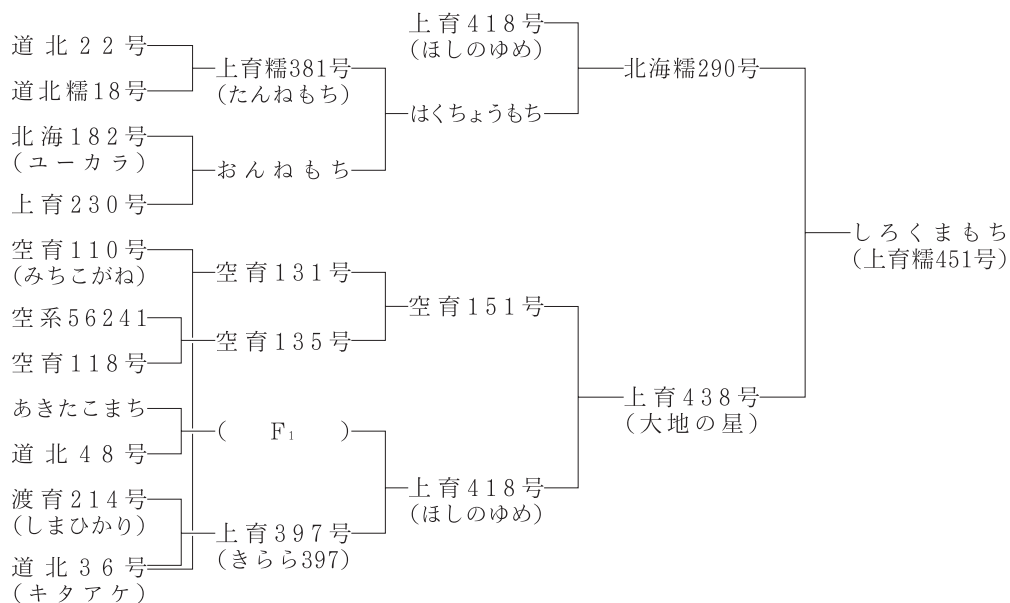 道北22号
道北糯18号
北海182号
(ユーカラ)
上育230号
空育110号
(みちこがね)
空系56241
空育118号
あきたこまち
道北48号
渡育214号
(しまひかり)
道北36号
(キタアケ)
上育糯381号
(たんねもち)
おんねもち
空育131号
空育135号
( F₁ )
上育397号
(きらら397)
上育418号
(ほしのゆめ)
はくちょうもち
空育151号
上育418号
(ほしのゆめ)
北海糯290号
上育438号
(大地の星)
しろくまもち
(上育糯451号)